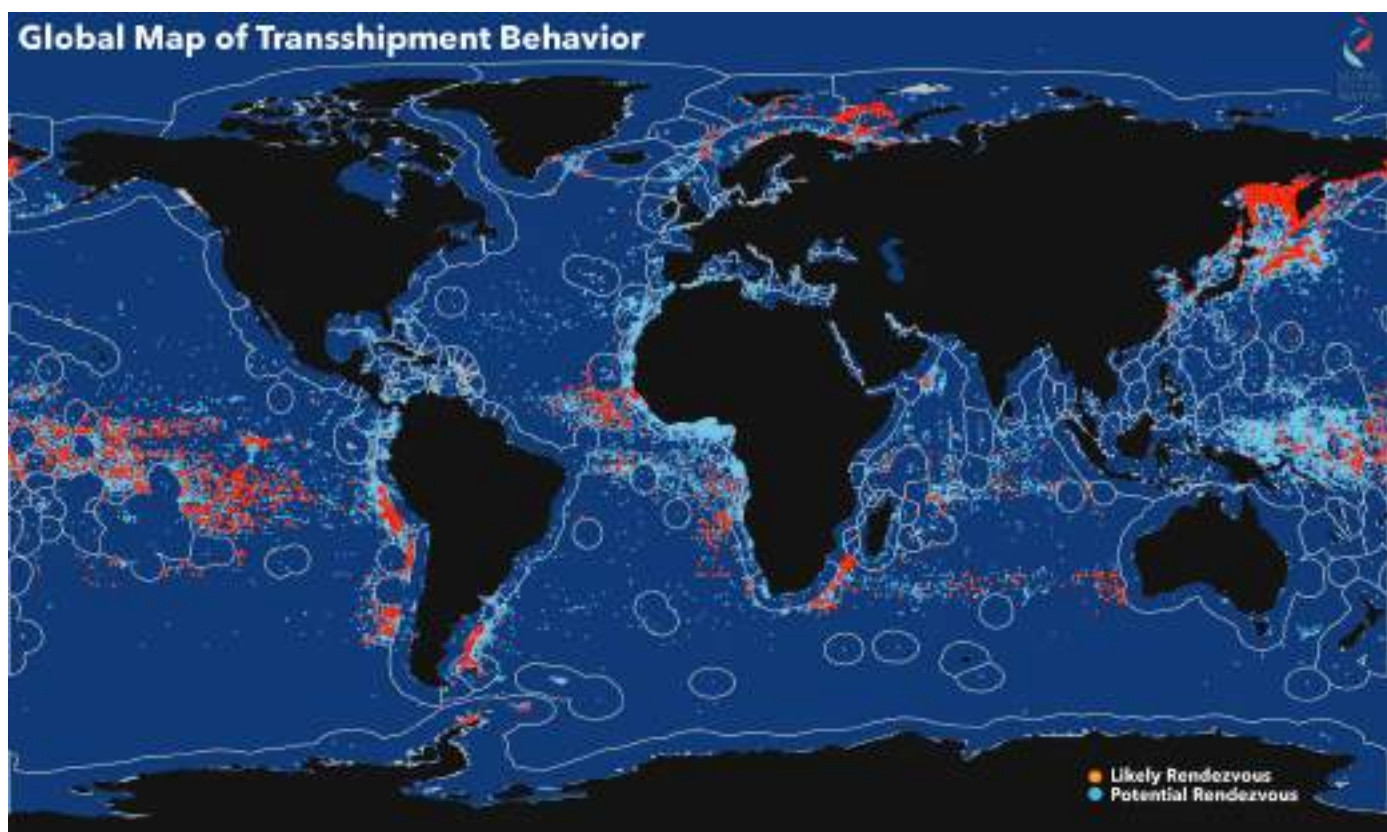 Global Map of Transshipment Behavior
Likely Rendezvous
Potential Rendezvous